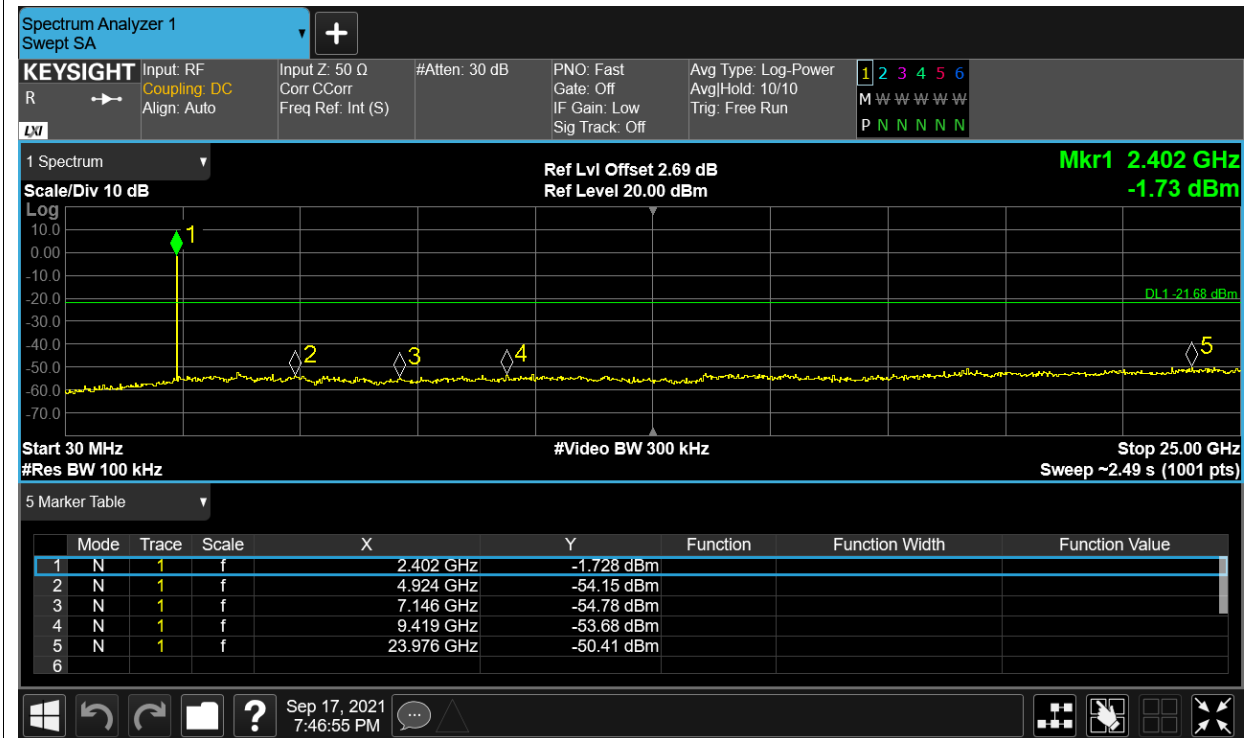 Spectrum Analyzer 1
Swept SA
+
KEYSIGHT
R
LXI
Input: RF
Coupling: DC
Align: Auto
Input Z: 50 Ω
Corr CCorr
Freq Ref: Int (S)
#Atten: 30 dB
PNO: Fast
Gate: Off
IF Gain: Low
Sig Track: Off
Avg Type: Log-Power
Avg|Hold: 10/10
Trig: Free Run
1 2 3 4 5 6
M W W W W W
P N N N N N
1 Spectrum
Scale/Div 10 dB
Ref Lvl Offset 2.69 dB
Ref Level 20.00 dBm
Mkr1 2.402 GHz
-1.73 dBm
Log
10.0
0.00
-10.0
-20.0
-30.0
-40.0
-50.0
-60.0
-70.0
1
2
3
4
5
DL1 -21.68 dBm
Start 30 MHz
#Video BW 300 kHz
Stop 25.00 GHz
#Res BW 100 kHz
Sweep ~2.49 s (1001 pts)
5 Marker Table
Mode Trace Scale X Y Function Function Width Function Value
1 N 1 f 2.402 GHz -1.728 dBm
2 N 1 f 4.924 GHz -54.15 dBm
3 N 1 f 7.146 GHz -54.78 dBm
4 N 1 f 9.419 GHz -53.68 dBm
5 N 1 f 23.976 GHz -50.41 dBm
6
?
Sep 17, 2021
7:46:55 PM